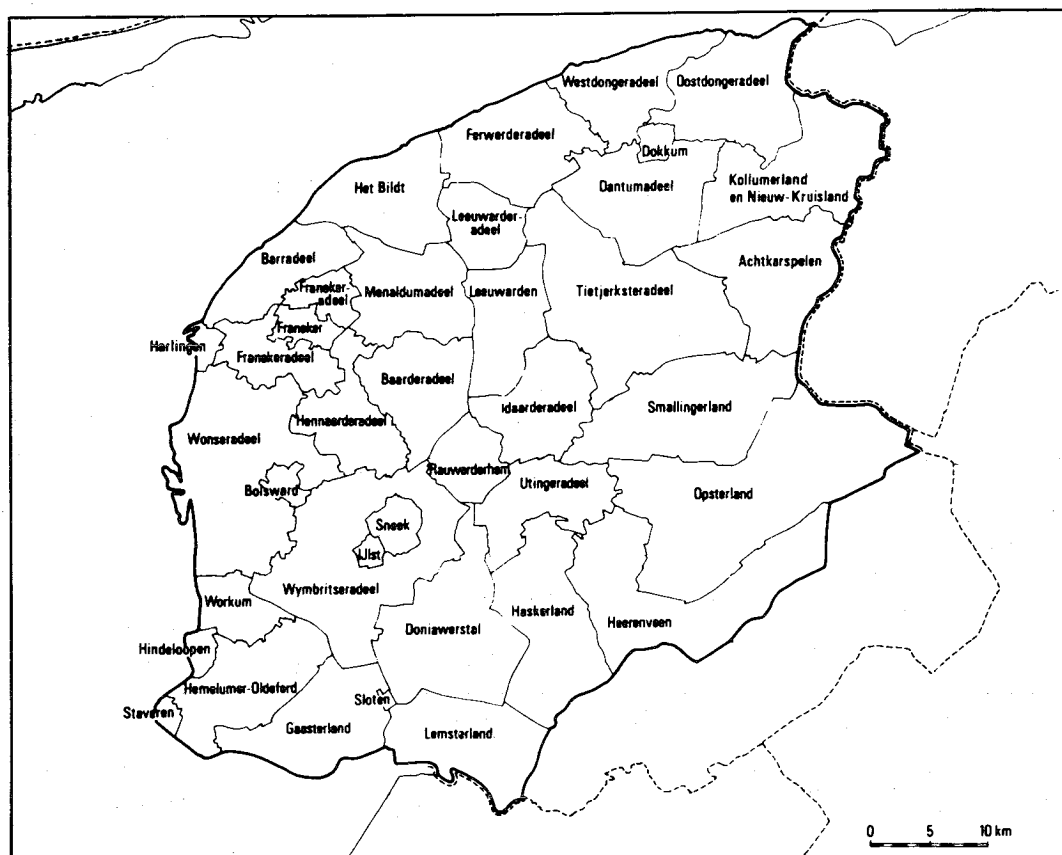 Westdongeradeel
Oostdongeradeel
Ferwerderadeel
Dokkum
Dantumadeel
Kollumerland
en Nieuw-Kruisland
Het Bildt
Leeuwarder-
adeel
Barradeel
Achtkarspelen
Franeker-
adeel
Menaldumadeel
Leeuwarden
Tietjerksteradeel
Franeker
Harlingen
Franekeradeel
Baarderadeel
Idaarderadeel
Smallingerland
Hennaarderadeel
Wonseradeel
Rauwerderhem
Utingeradeel
Bolsward
Opsterland
Sneek
IJlst
Wymbritseradeel
Workum
Doniawerstal
Haskerland
Heerenveen
Hindeloopen
Hemelumer-Oldeferd
Sloten
Staveren
Gaasterland
Lemsterland
0 5 10 km